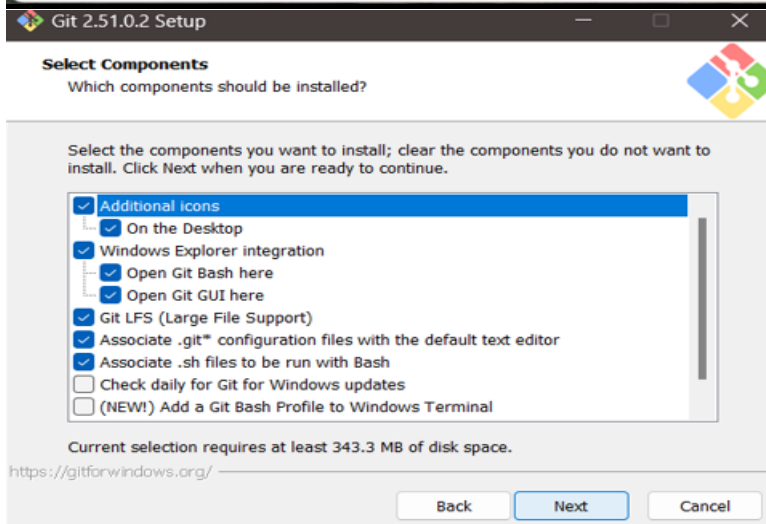 Git 2.51.0.2 Setup
Select Components
Which components should be installed?
Select the components you want to install; clear the components you do not want to
install. Click Next when you are ready to continue.
Additional icons
On the Desktop
Windows Explorer integration
Open Git Bash here
Open Git GUI here
Git LFS (Large File Support)
Associate .git* configuration files with the default text editor
Associate .sh files to be run with Bash
Check daily for Git for Windows updates
(NEW!) Add a Git Bash Profile to Windows Terminal
Current selection requires at least 343.3 MB of disk space.
https://gitforwindows.org/
Back Next Cancel